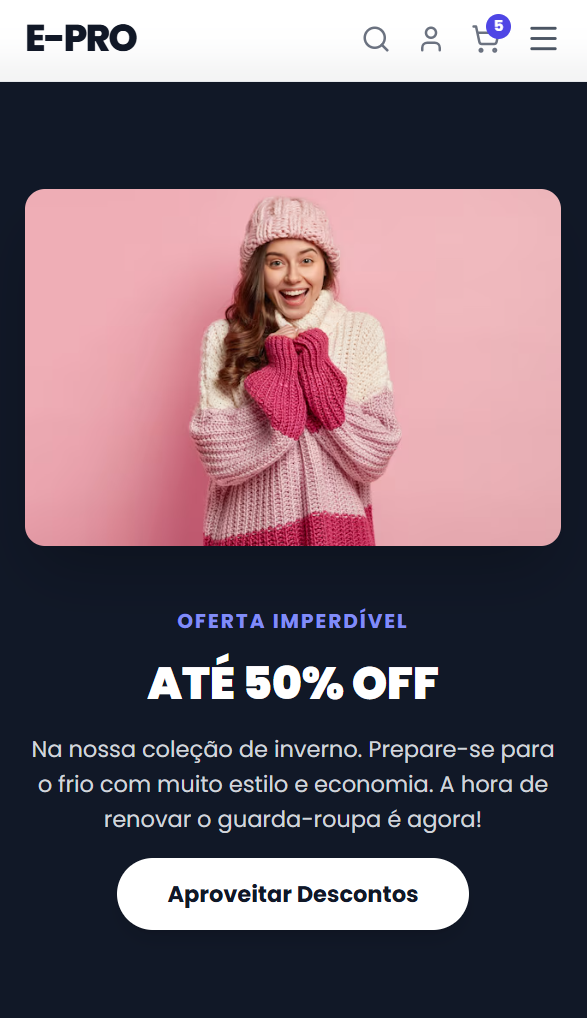 E-PRO
5
OFERTA IMPERDÍVEL
ATÉ 50% OFF
Na nossa coleção de inverno. Prepare-se para
o frio com muito estilo e economia. A hora de
renovar o guarda-roupa é agora!
Aproveitar Descontos